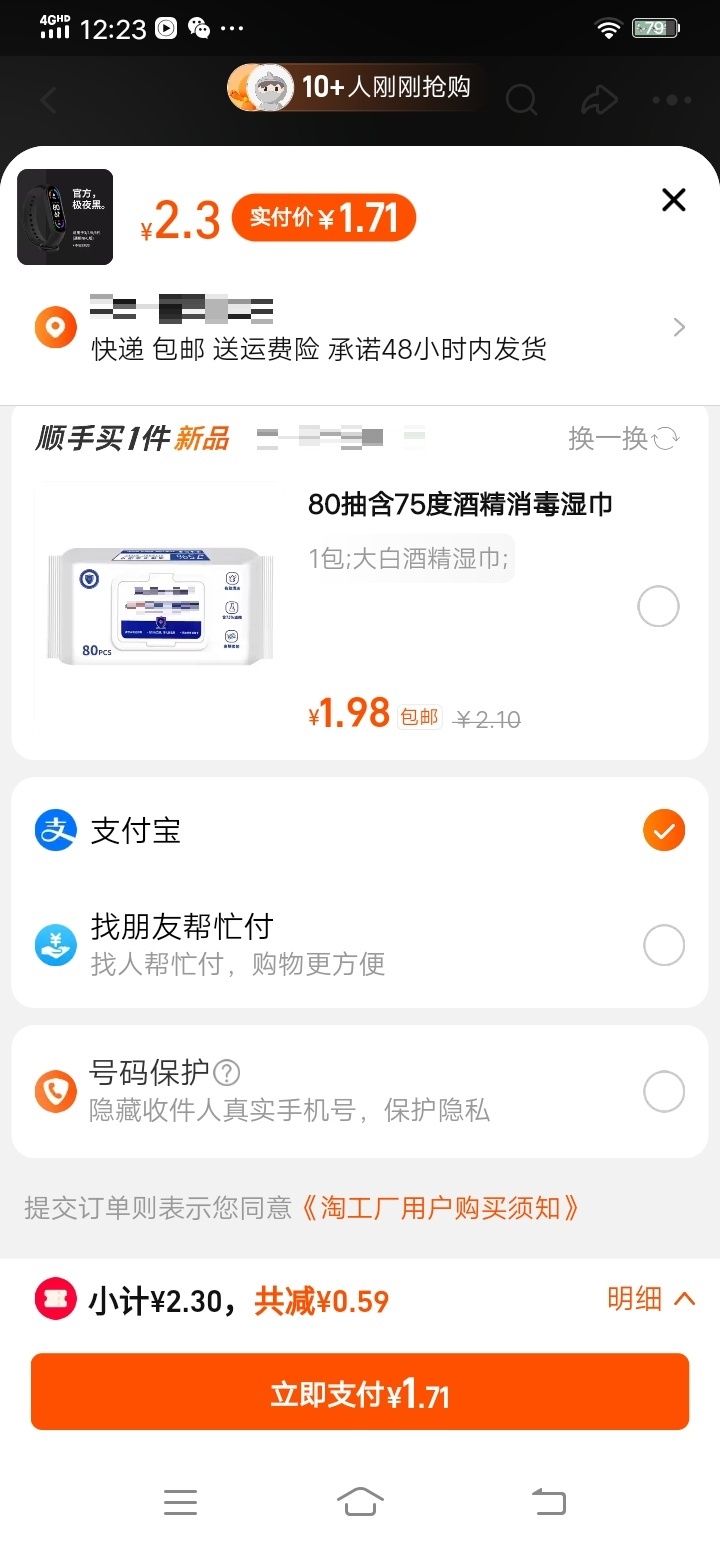 4GHD 12:23 79
10+人刚刚抢购
官方，
极夜黑。
¥2.3 实付价¥1.71
快递 包邮 送运费险 承诺48小时内发货
顺手买1件 新品 换一换
80抽含75度酒精消毒湿巾
1包;大白酒精湿巾;
80PCS
¥1.98 包邮 ¥2.10
支付宝
找朋友帮忙付
找人帮忙付，购物更方便
号码保护?
隐藏收件人真实手机号，保护隐私
提交订单则表示您同意《淘工厂用户购买须知》
小计¥2.30，共减¥0.59 明细
立即支付¥1.71